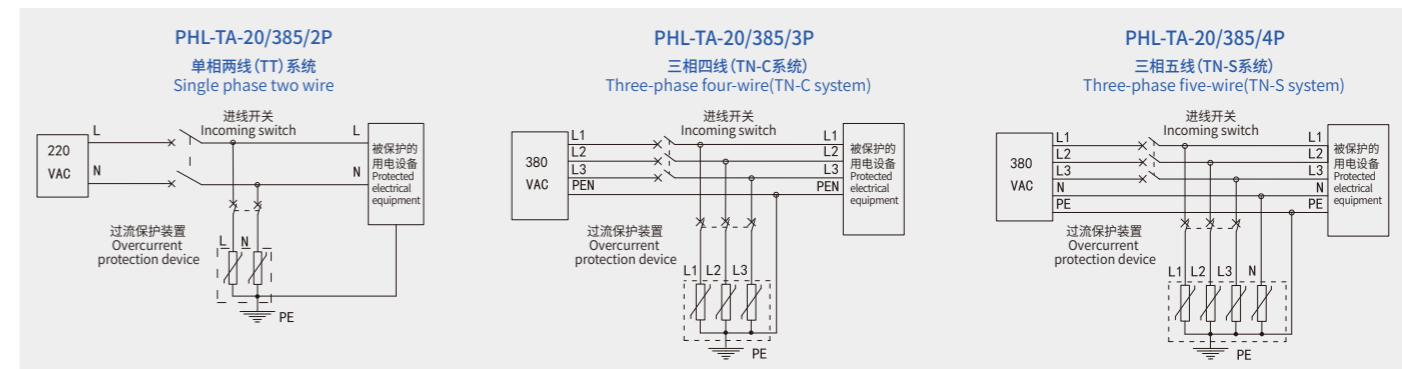 PHL-TA-20/385/2P
单相两线(TT)系统
Single phase two wire
进线开关
Incoming switch
L
L
220
VAC
N
N
被保护的
用电设备
Protected
electrical
equipment
过流保护装置
Overcurrent
protection device
L N
PE
PHL-TA-20/385/3P
三相四线(TN-C系统)
Three-phase four-wire(TN-C system)
进线开关
Incoming switch
L1
L1
L2
L2
L3
L3
PEN
PEN
380
VAC
被保护的
用电设备
Protected
electrical
equipment
过流保护装置
Overcurrent
protection device
L1 L2 L3
PE
PHL-TA-20/385/4P
三相五线(TN-S系统)
Three-phase five-wire(TN-S system)
进线开关
Incoming switch
L1
L1
L2
L2
L3
L3
N
N
PE
PE
380
VAC
被保护的
用电设备
Protected
electrical
equipment
过流保护装置
Overcurrent
protection device
L1 L2 L3 N
PE